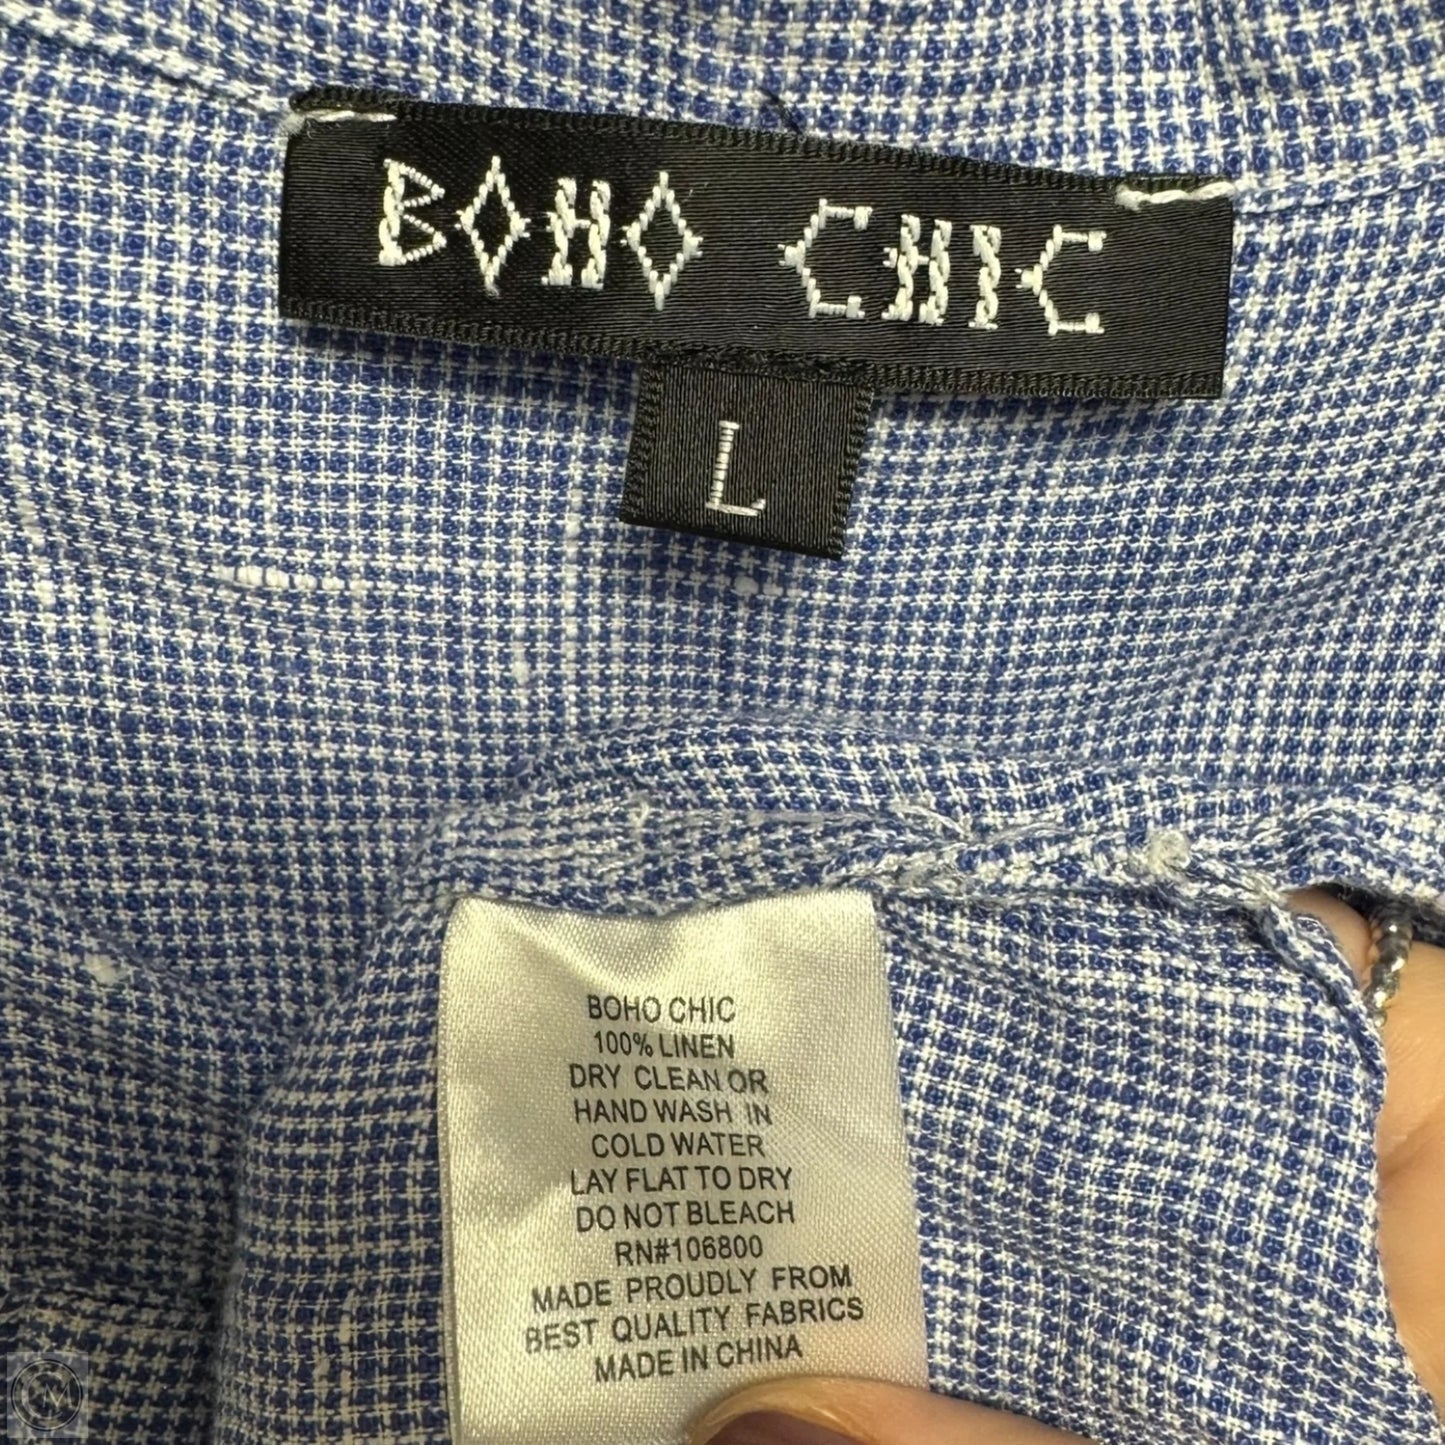 BOHO CHIC
L
BOHO CHIC
100% LINEN
DRY CLEAN OR
HAND WASH IN
COLD WATER
LAY FLAT TO DRY
DO NOT BLEACH
RN#106800
MADE PROUDLY FROM
BEST QUALITY FABRICS
MADE IN CHINA